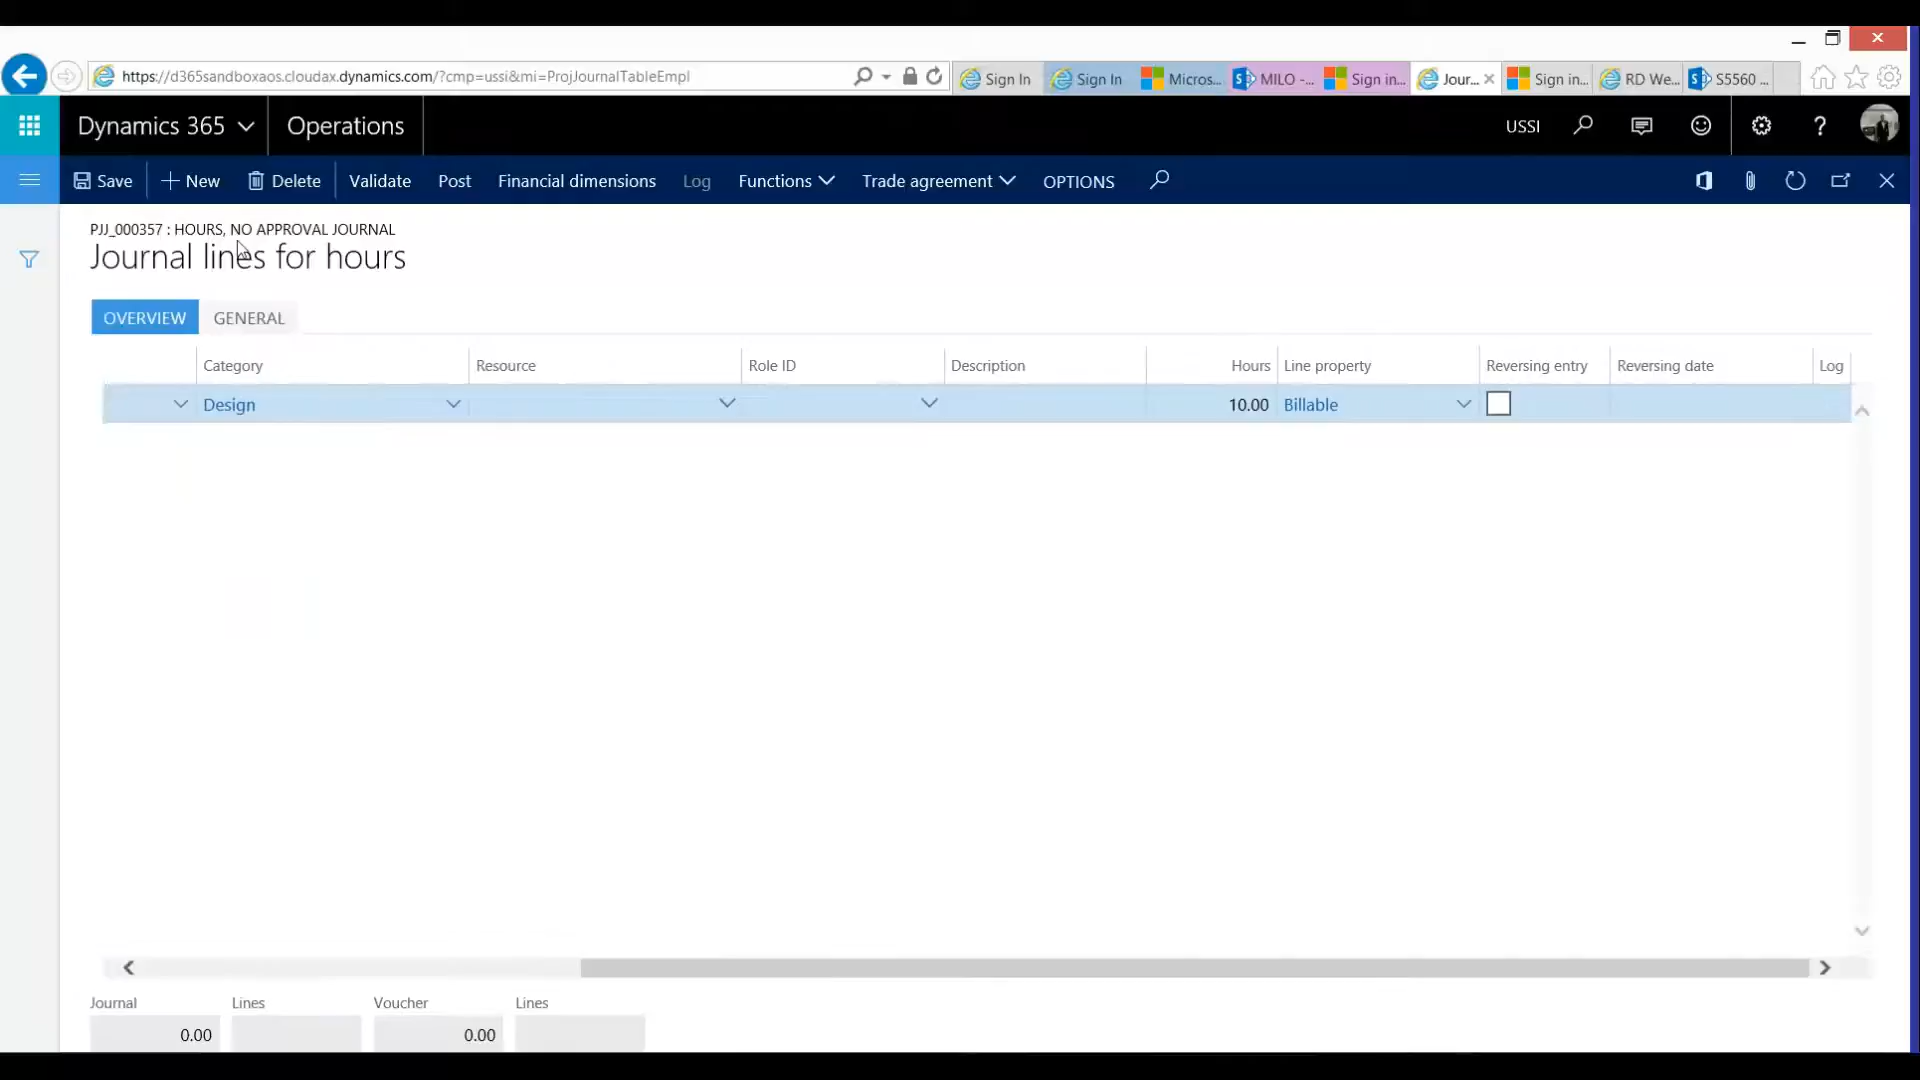 https://d365sandboxaos.cloudax.dynamics.com/?cmp=ussi&mi=ProjJournalTableEmpl
Sign In
Sign In
Micros...
MILO -...
Sign in...
Jour...
Sign in...
RD We...
S5560 ...
Dynamics 365
Operations
USSI
Save
New
Delete
Validate
Post
Financial dimensions
Log
Functions
Trade agreement
OPTIONS
PJJ_000357 : HOURS, NO APPROVAL JOURNAL
Journal lines for hours
OVERVIEW
GENERAL
Category Resource Role ID Description Hours Line property Reversing entry Reversing date Log
Design 10.00 Billable
Journal Lines Voucher Lines
0.00 0.00